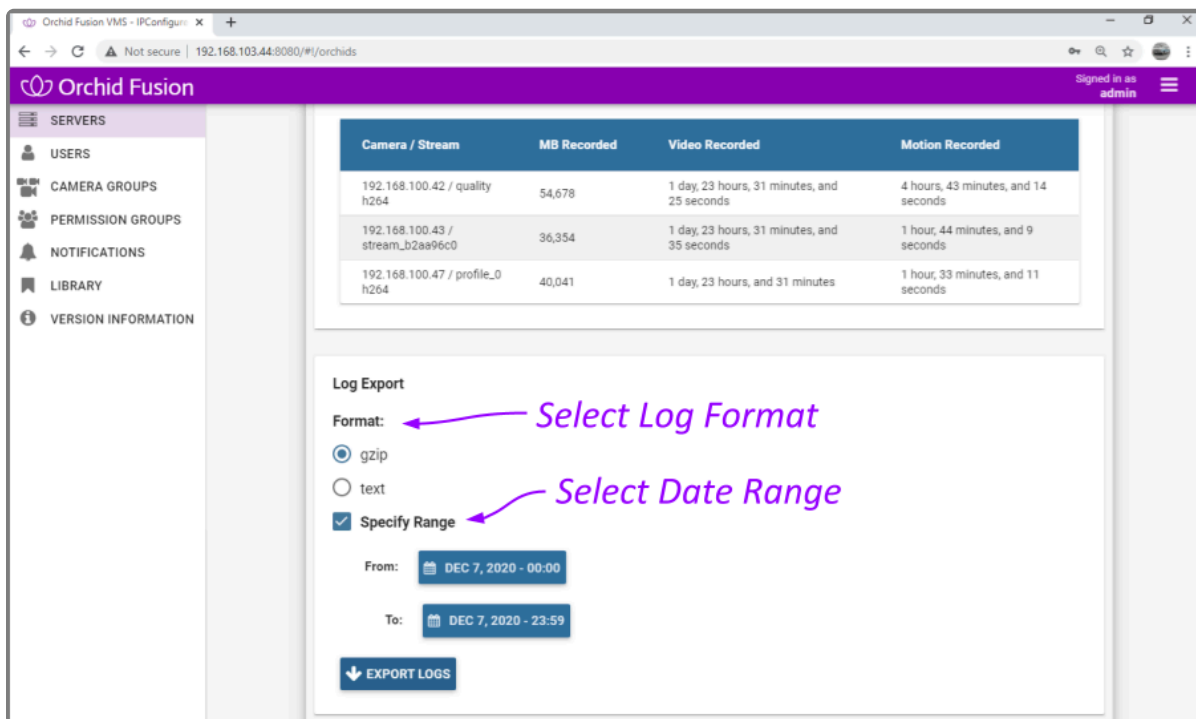 Orchid Fusion VMS - IPConfigure
Not secure | 192.168.103.44:8080/#!/orchids
Orchid Fusion
Signed in as
admin
SERVERS
USERS
CAMERA GROUPS
PERMISSION GROUPS
NOTIFICATIONS
LIBRARY
VERSION INFORMATION
Camera / Stream MB Recorded Video Recorded Motion Recorded
192.168.100.42 / quality 54,678 1 day, 23 hours, 31 minutes, and 4 hours, 43 minutes, and 14
h264 25 seconds seconds
192.168.100.43 / 36,354 1 day, 23 hours, 31 minutes, and 1 hour, 44 minutes, and 9
stream_b2aa96c0 35 seconds seconds
192.168.100.47 / profile_0 40,041 1 day, 23 hours, and 31 minutes 1 hour, 33 minutes, and 11
h264 seconds
Log Export
Format: Select Log Format
gzip
text
Select Date Range
Specify Range
From: DEC 7, 2020 - 00:00
To: DEC 7, 2020 - 23:59
EXPORT LOGS